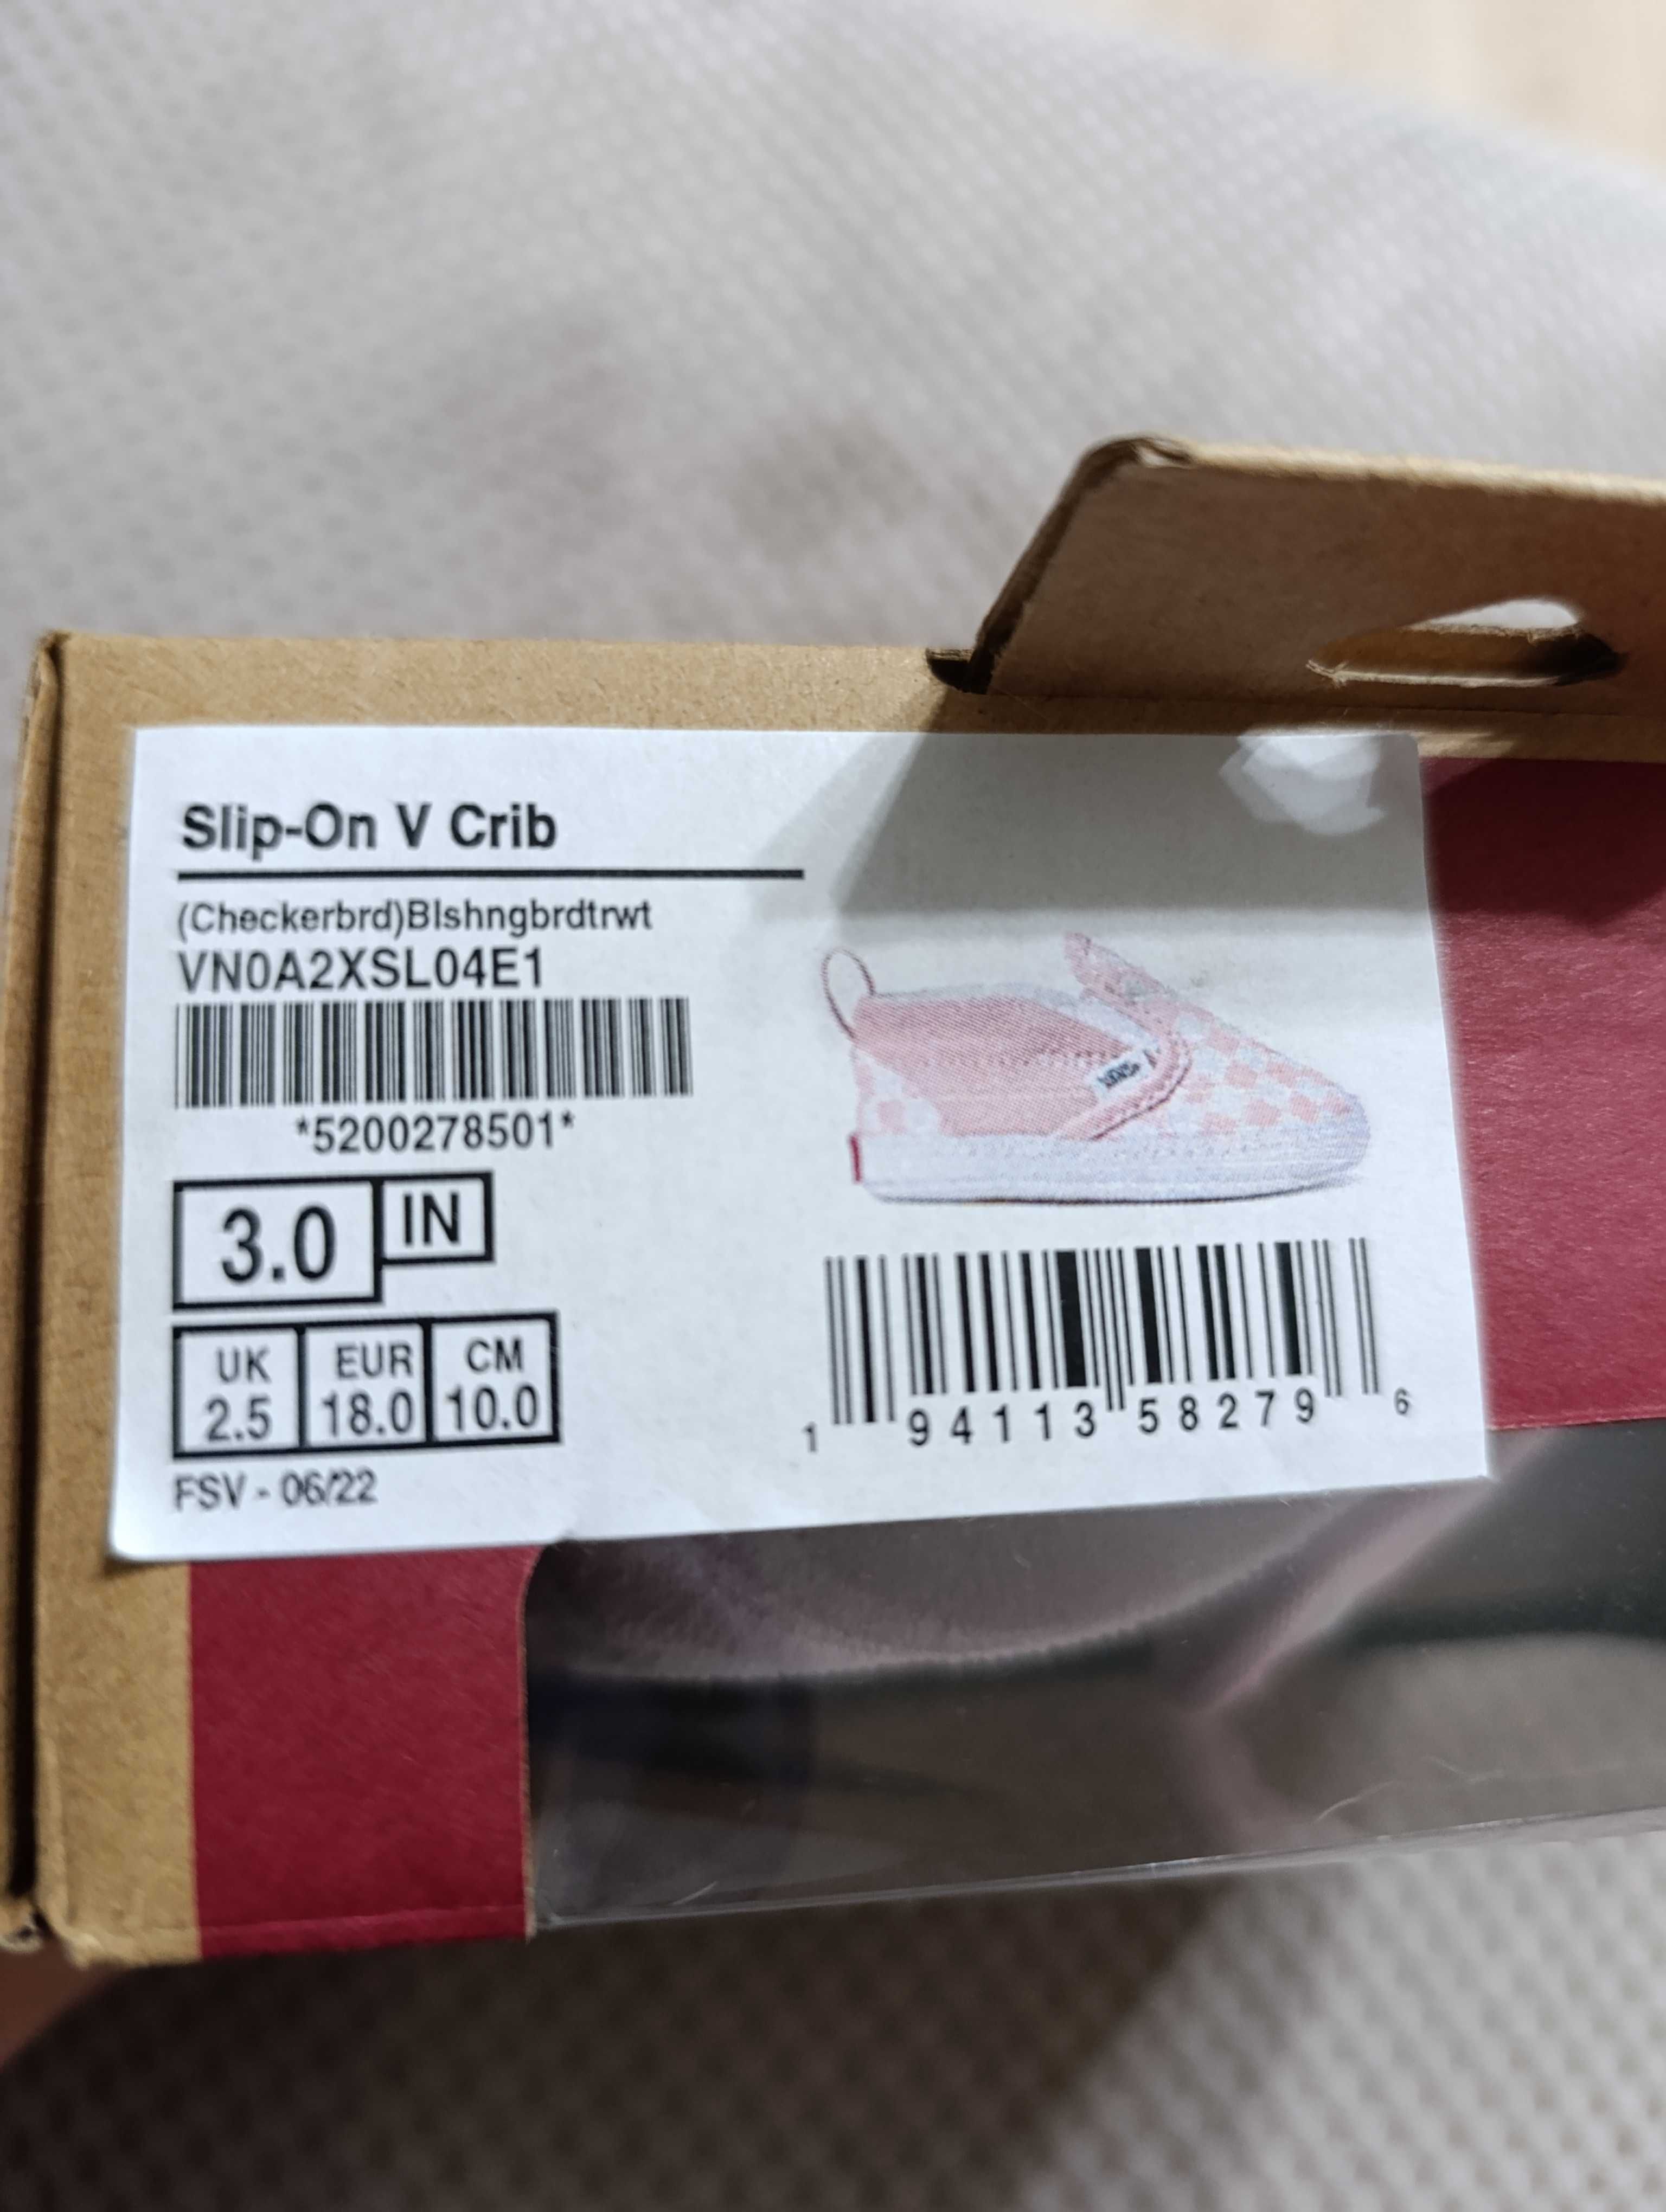 Slip-On V Crib
(Checkerbrd)Blshngbrdtrwt
VN0A2XSL04E1
*5200278501*
3.0 IN
UK EUR CM
2.5 18.0 10.0
FSV - 06/22
VANS
1 94113 58279 6